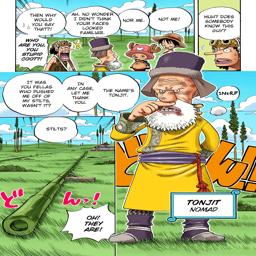 HUH? DOES
SOMEBODY
KNOW THIS
GUY?
NOT ME!
NOR ME.
AH, NO WONDER
I DIDN'T THINK
YOUR FACES
LOOKED
FAMILIAR.
WHY WOULD
YOU SAY
THAT?!
WHO
ARE YOU,
YOU
STUPID
COOT?!
THE NAME'S
TONJIT.
IN ANY
CASE, LET
ME THANK
YOU.
IT WAS
YOU FELLAS
WHO PUSHED
ME OFF OF MY
STILTS,
WASN'T IT?
STILTS?
TONJIT
NOMAD
ど
OH!
THEY
ARE!